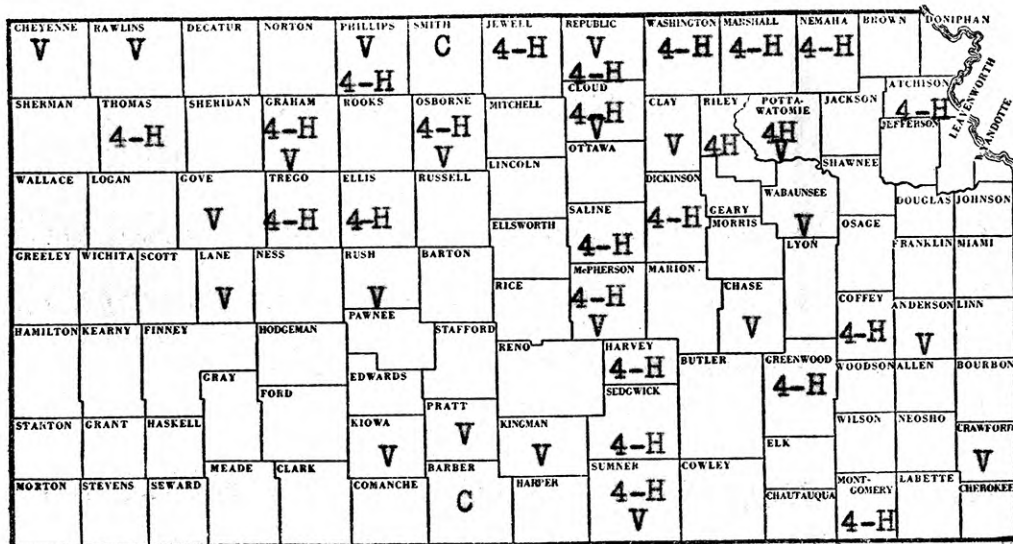 CHEYENNE RAWLINS DECATUR NORTON PHILLIPS SMITH JEWELL REPUBLIC WASHINGTON MARSHALL NEMAHA BROWN DONIPHAN
V V V C 4-H V 4-H 4-H 4-H
4-H 4-H
SHERMAN THOMAS SHERIDAN GRAHAM ROOKS OSBORNE MITCHELL CLOUD CLAY RILEY POTTA-
WATOMIE JACKSON ATCHISON LEAVENWORTH WYANDOTTE
4-H 4-H 4-H 4-H V 4H 4H 4-H
V V V V
JEFFERSON
LINCOLN OTTAWA SHAWNEE
WALLACE LOGAN GOVE TREGO ELLIS RUSSELL DICKINSON WABAUNSEE
V 4-H 4-H 4-H V
ELLSWORTH SALINE GEARY MORRIS OSAGE DOUGLAS JOHNSON
4-H
GREELEY WICHITA SCOTT LANE NESS RUSH BARTON LYON FRANKLIN MIAMI
V V
RICE McPHERSON MARION CHASE COFFEY ANDERSON LINN
4-H V 4-H V
V
HAMILTON KEARNY FINNEY HODGEMAN PAWNEE STAFFORD
RENO HARVEY BUTLER GREENWOOD WOODSON ALLEN BOURBON
4-H 4-H
GRAY FORD EDWARDS SEDGWICK
4-H
STANTON GRANT HASKELL KIOWA PRATT KINGMAN WILSON NEOSHO CRAWFORD
V V V V
ELK
MORTON STEVENS SEWARD MEADE CLARK COMANCHE BARBER HARPER SUMNER COWLEY CHAUTAUQUA MONT-
GOMERY LABETTE CHEROKEE
C 4-H 4-H
V